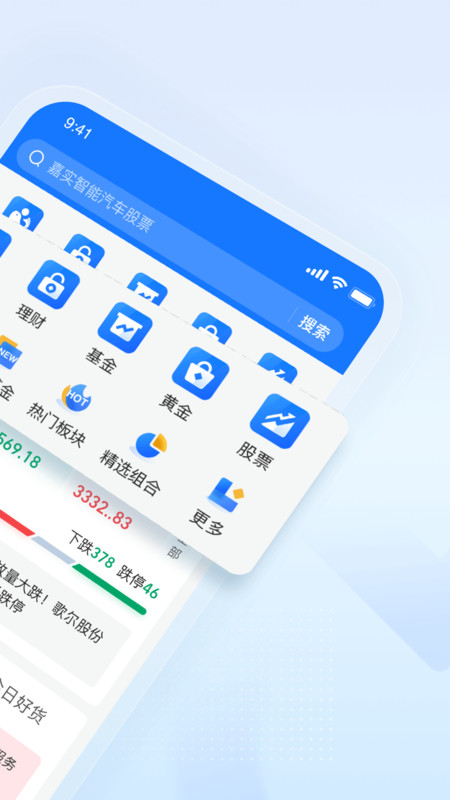 9:41
嘉实智能汽车股票
搜索
理财
基金
黄金
股票
NEW
金
HOT
热门板块
精选组合
更多
569.18
3332..83
部
下跌378 跌停46
放量大跌！歌尔股份
跌停
今日好货
服务